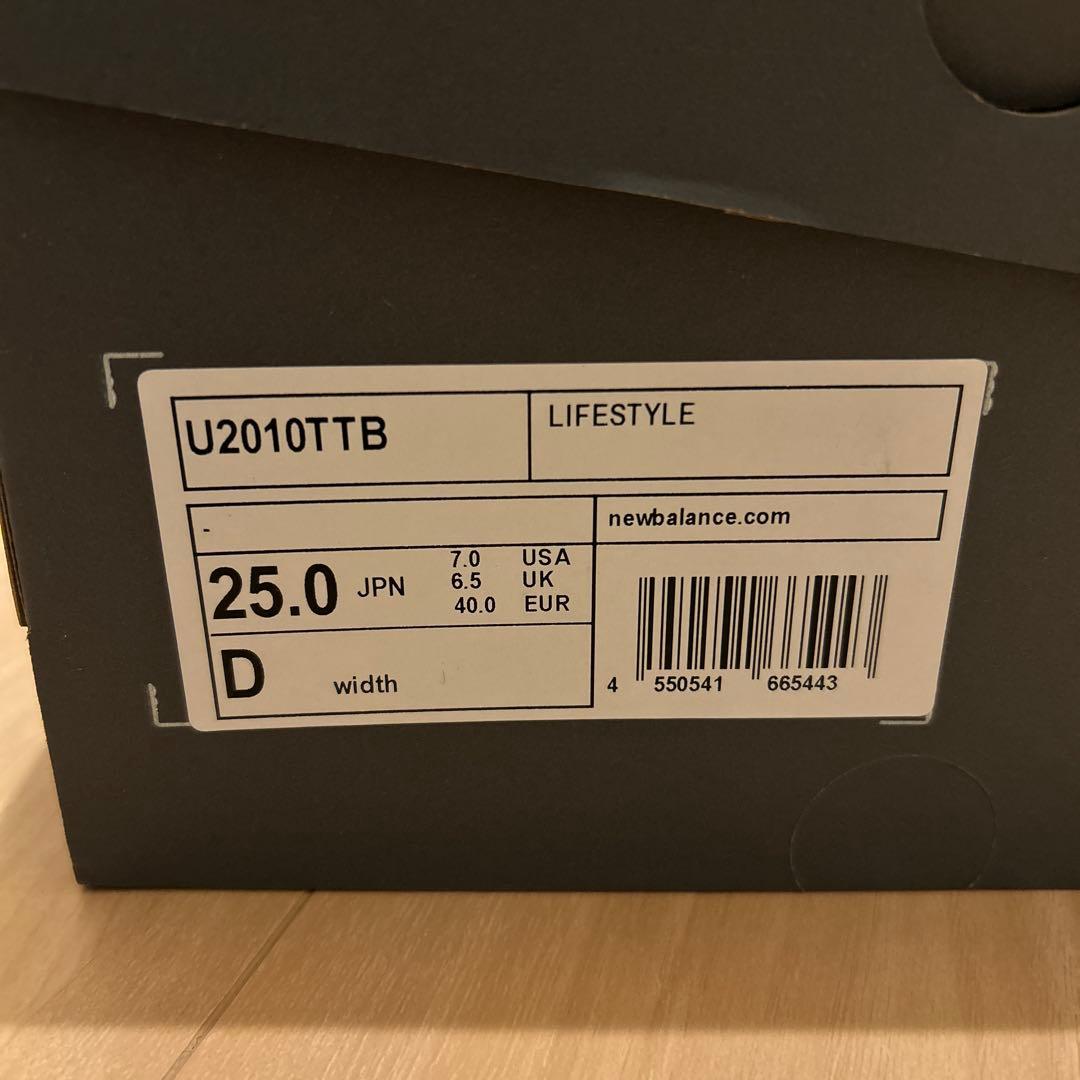 U2010TTB
LIFESTYLE
-
newbalance.com
25.0 JPN
7.0 USA
6.5 UK
40.0 EUR
D width
4 550541 665443